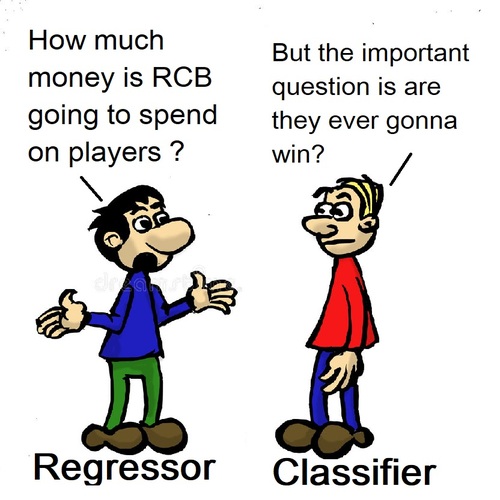 How much
money is RCB
going to spend
on players ?
But the important
question is are
they ever gonna
win?
Regressor
Classifier